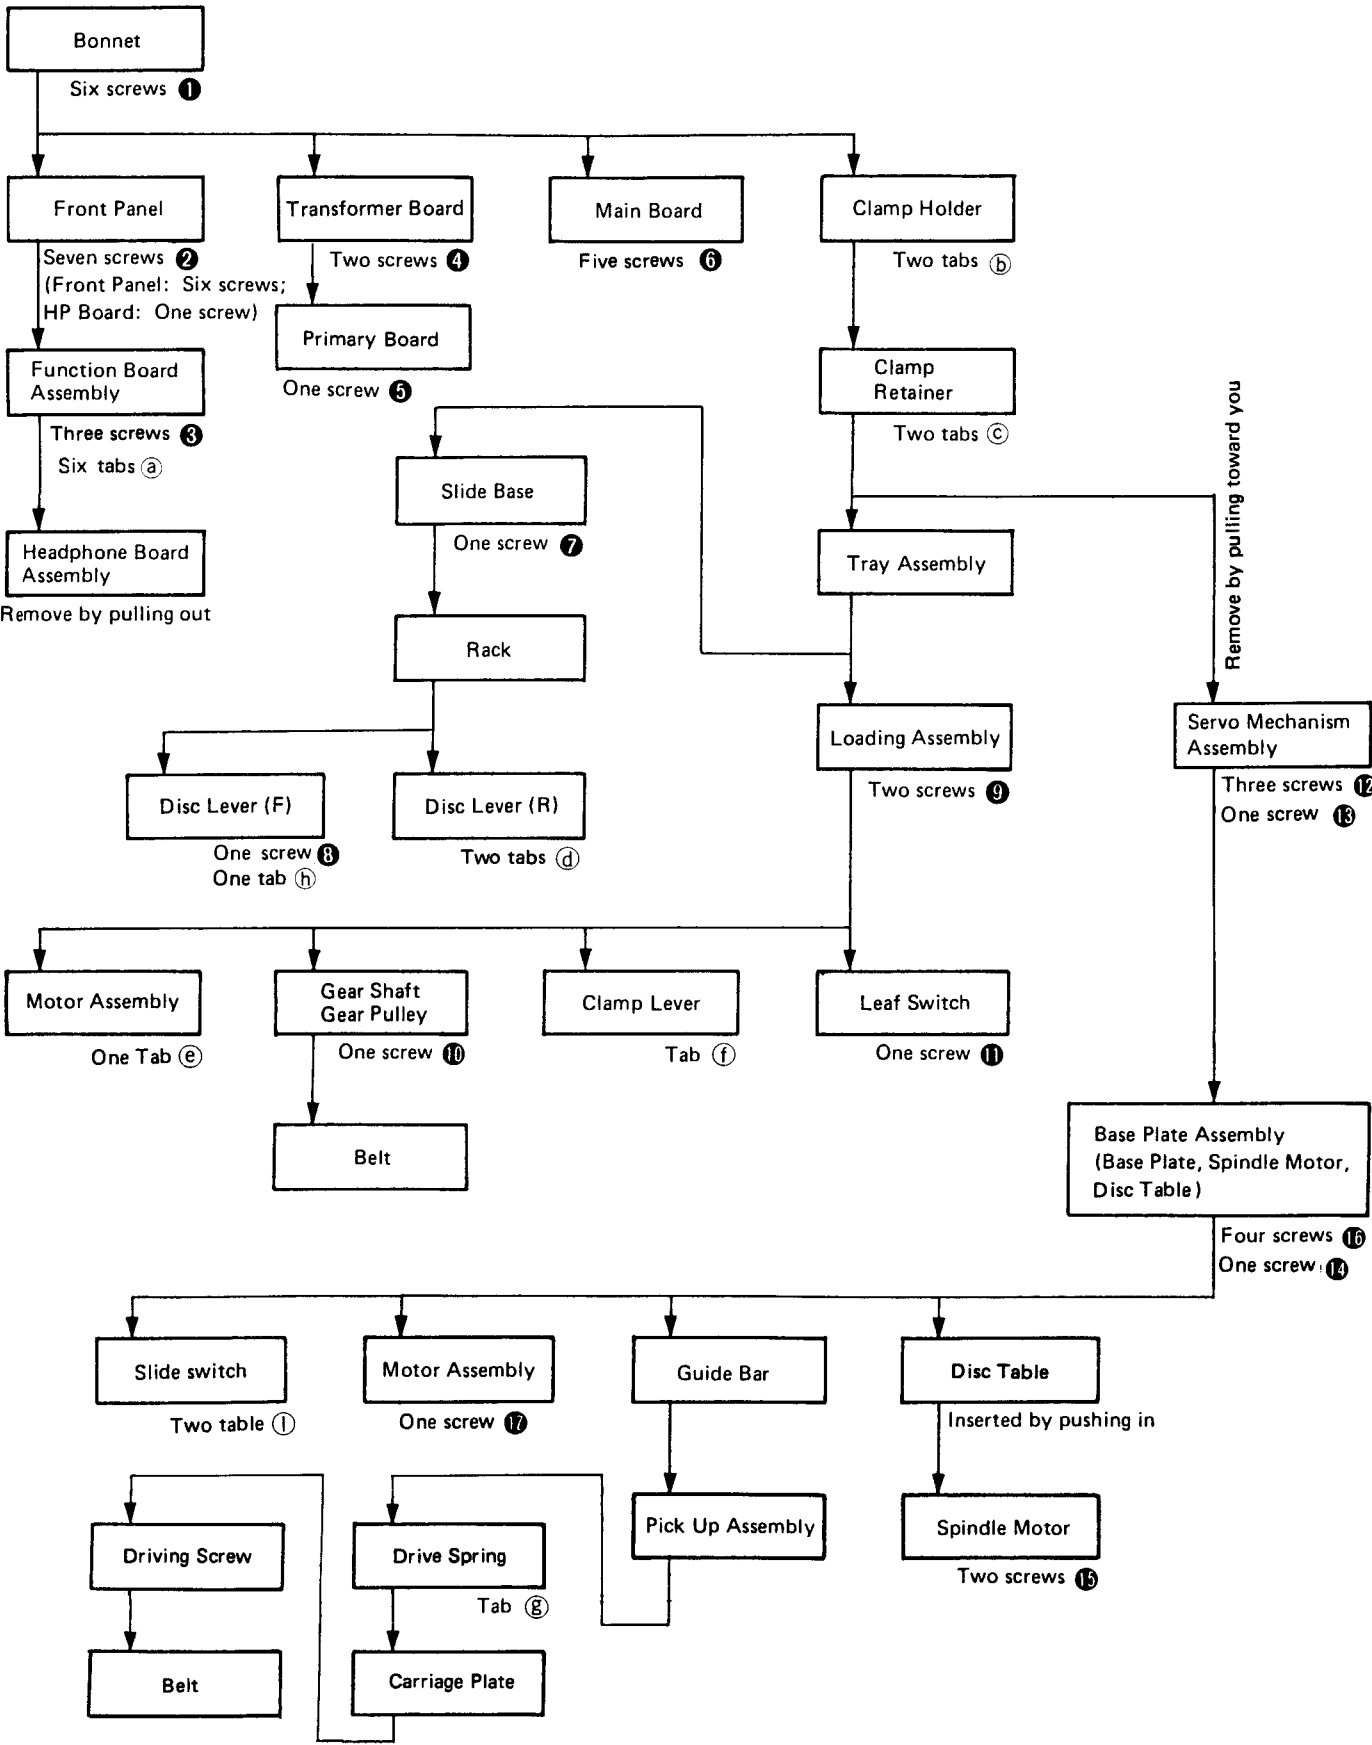 Bonnet
Six screws ❶
Front Panel
Transformer Board
Main Board
Clamp Holder
Seven screws ❷
(Front Panel: Six screws;
HP Board: One screw)
Two screws ❹
Five screws ❻
Two tabs ⓑ
Primary Board
One screw ❺
Function Board
Assembly
Clamp
Retainer
Three screws ❸
Six tabs ⓐ
Two tabs ⓒ
Remove by pulling toward you
Slide Base
One screw ❼
Headphone Board
Assembly
Remove by pulling out
Tray Assembly
Rack
Loading Assembly
Two screws ❾
Servo Mechanism
Assembly
Three screws ⓬
One screw ⓭
Disc Lever (F)
One screw ❽
One tab ⓗ
Disc Lever (R)
Two tabs ⓓ
Motor Assembly
One Tab ⓔ
Gear Shaft
Gear Pulley
One screw ❿
Clamp Lever
Tab ⓕ
Leaf Switch
One screw ⓫
Belt
Base Plate Assembly
(Base Plate, Spindle Motor,
Disc Table)
Four screws ⓰
One screw ⓮
Slide switch
Two table ⓛ
Motor Assembly
One screw ⓱
Guide Bar
Disc Table
Inserted by pushing in
Driving Screw
Drive Spring
Tab ⓖ
Pick Up Assembly
Spindle Motor
Two screws ⓯
Belt
Carriage Plate